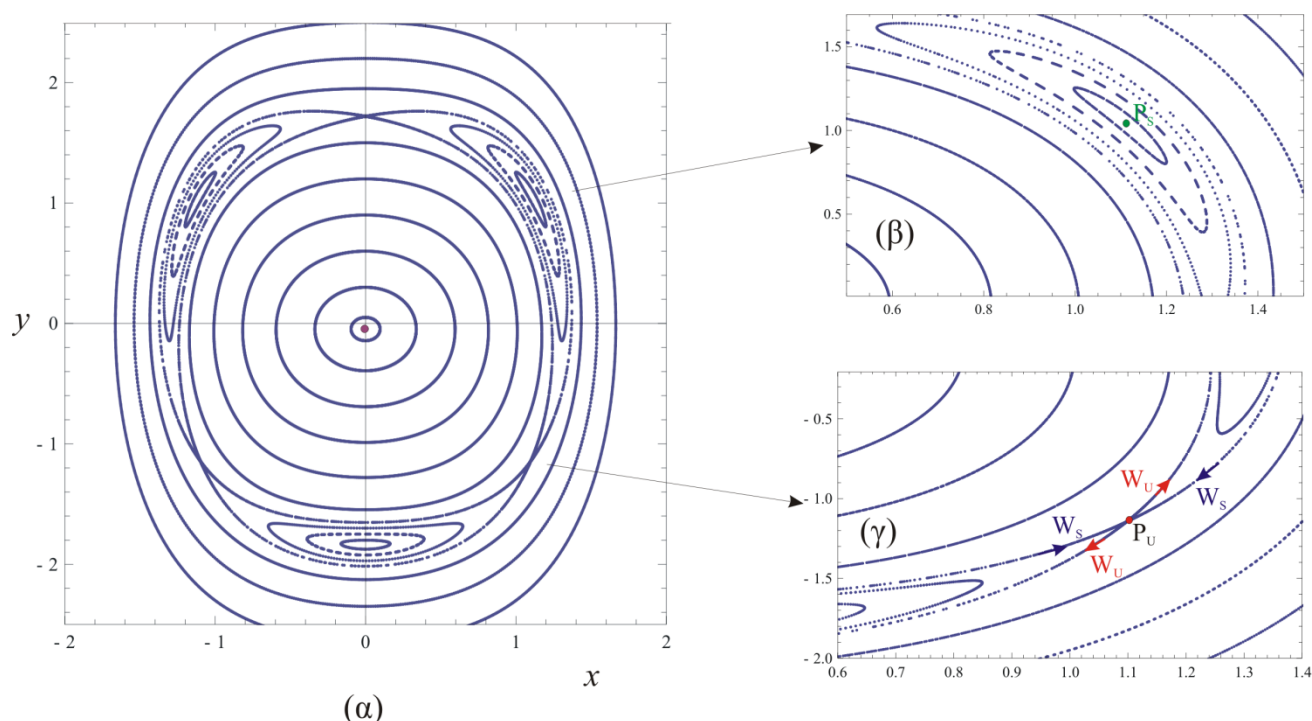 2
1
0
- 1
- 2
y
- 2
- 1
0
1
2
x
(α)
1.5
1.0
0.5
P_S
(β)
0.6
0.8
1.0
1.2
1.4
- 0.5
- 1.0
- 1.5
- 2.0
W_U
W_S
W_S
P_U
W_U
(γ)
0.6
0.7
0.8
0.9
1.0
1.1
1.2
1.3
1.4